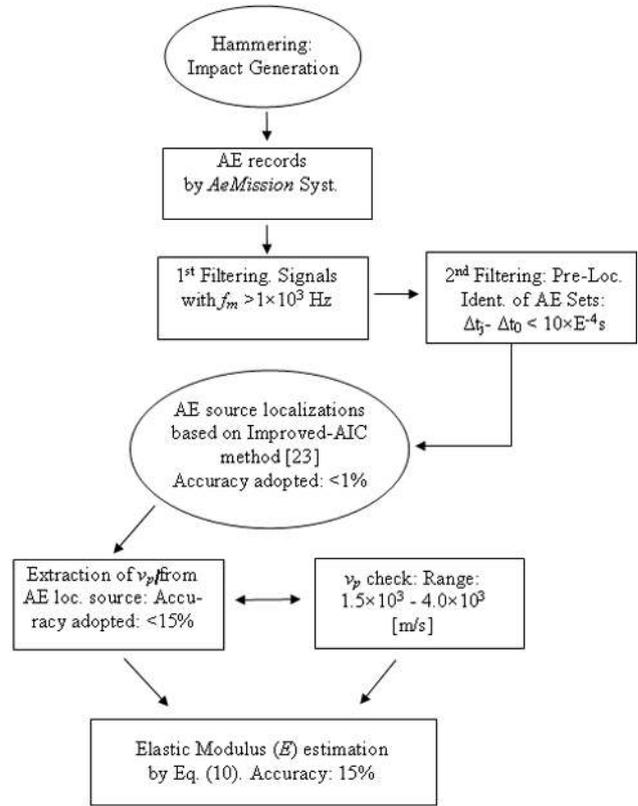 Hammering:
Impact Generation
AE records
by AeMission Syst.
1st Filtering. Signals
with fm >1×10³ Hz
2nd Filtering: Pre-Loc.
Ident. of AE Sets:
Δtj- Δt0 < 10×E⁻⁴s
AE source localizations
based on Improved-AIC
method [23]
Accuracy adopted: <1%
Extraction of vp from
AE loc. source: Accu-
racy adopted: <15%
vp check: Range:
1.5×10³ - 4.0×10³
[m/s]
Elastic Modulus (E) estimation
by Eq. (10). Accuracy: 15%